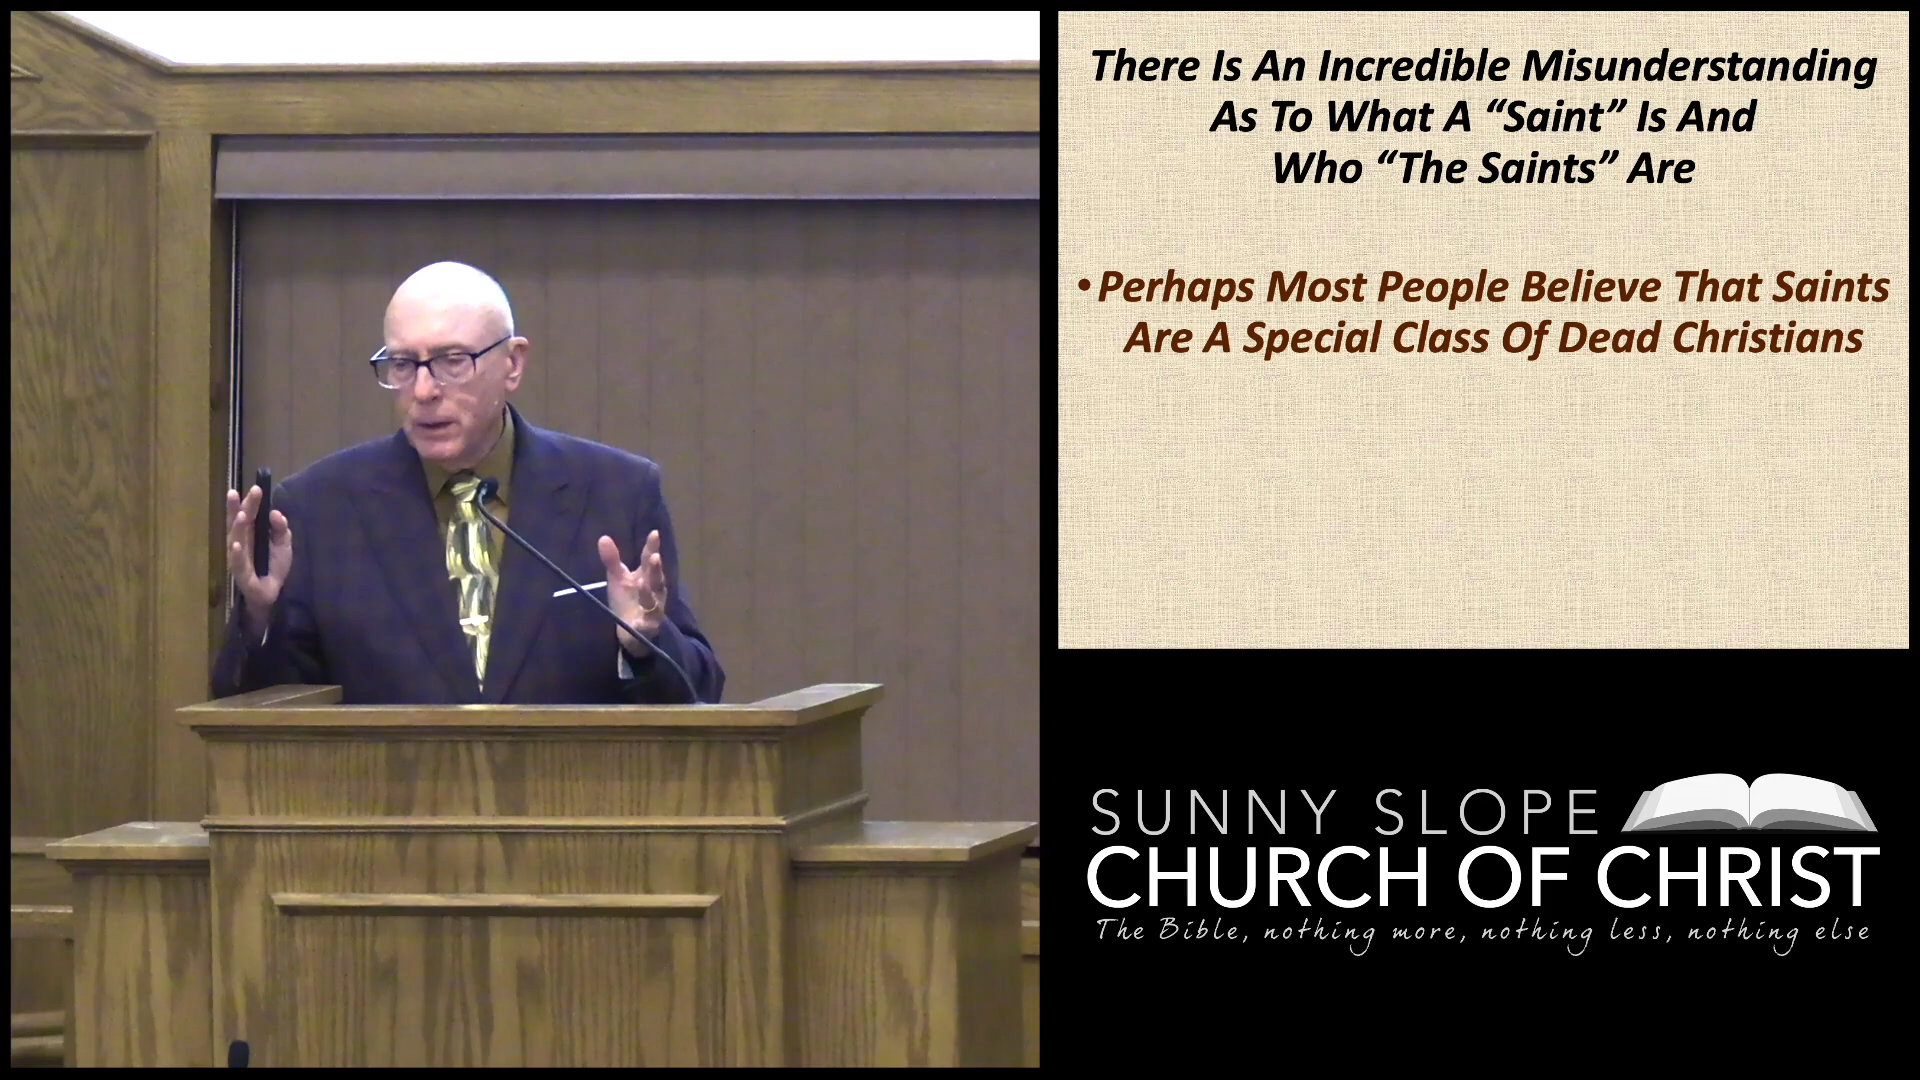 There Is An Incredible Misunderstanding
As To What A “Saint” Is And
Who “The Saints” Are
• Perhaps Most People Believe That Saints
Are A Special Class Of Dead Christians
SUNNY SLOPE
CHURCH OF CHRIST
The Bible, nothing more, nothing less, nothing else